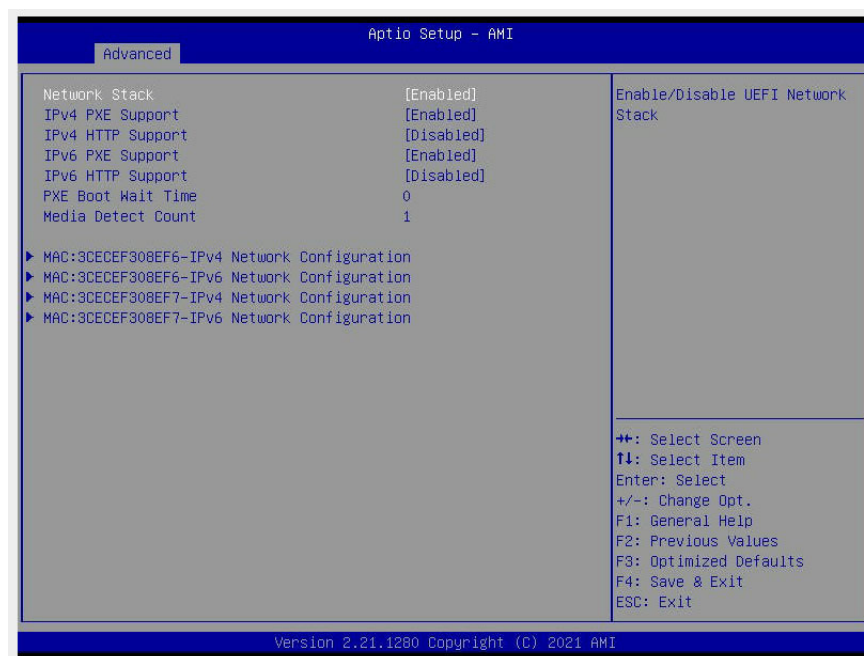 Aptio Setup – AMI
Advanced
Network Stack [Enabled]
IPv4 PXE Support [Enabled]
IPv4 HTTP Support [Disabled]
IPv6 PXE Support [Enabled]
IPv6 HTTP Support [Disabled]
PXE Boot Wait Time 0
Media Detect Count 1
▶ MAC:3CECEF308EF6-IPv4 Network Configuration
▶ MAC:3CECEF308EF6-IPv6 Network Configuration
▶ MAC:3CECEF308EF7-IPv4 Network Configuration
▶ MAC:3CECEF308EF7-IPv6 Network Configuration
Enable/Disable UEFI Network
Stack
→←: Select Screen
↑↓: Select Item
Enter: Select
+/-: Change Opt.
F1: General Help
F2: Previous Values
F3: Optimized Defaults
F4: Save & Exit
ESC: Exit
Version 2.21.1280 Copyright (C) 2021 AMI